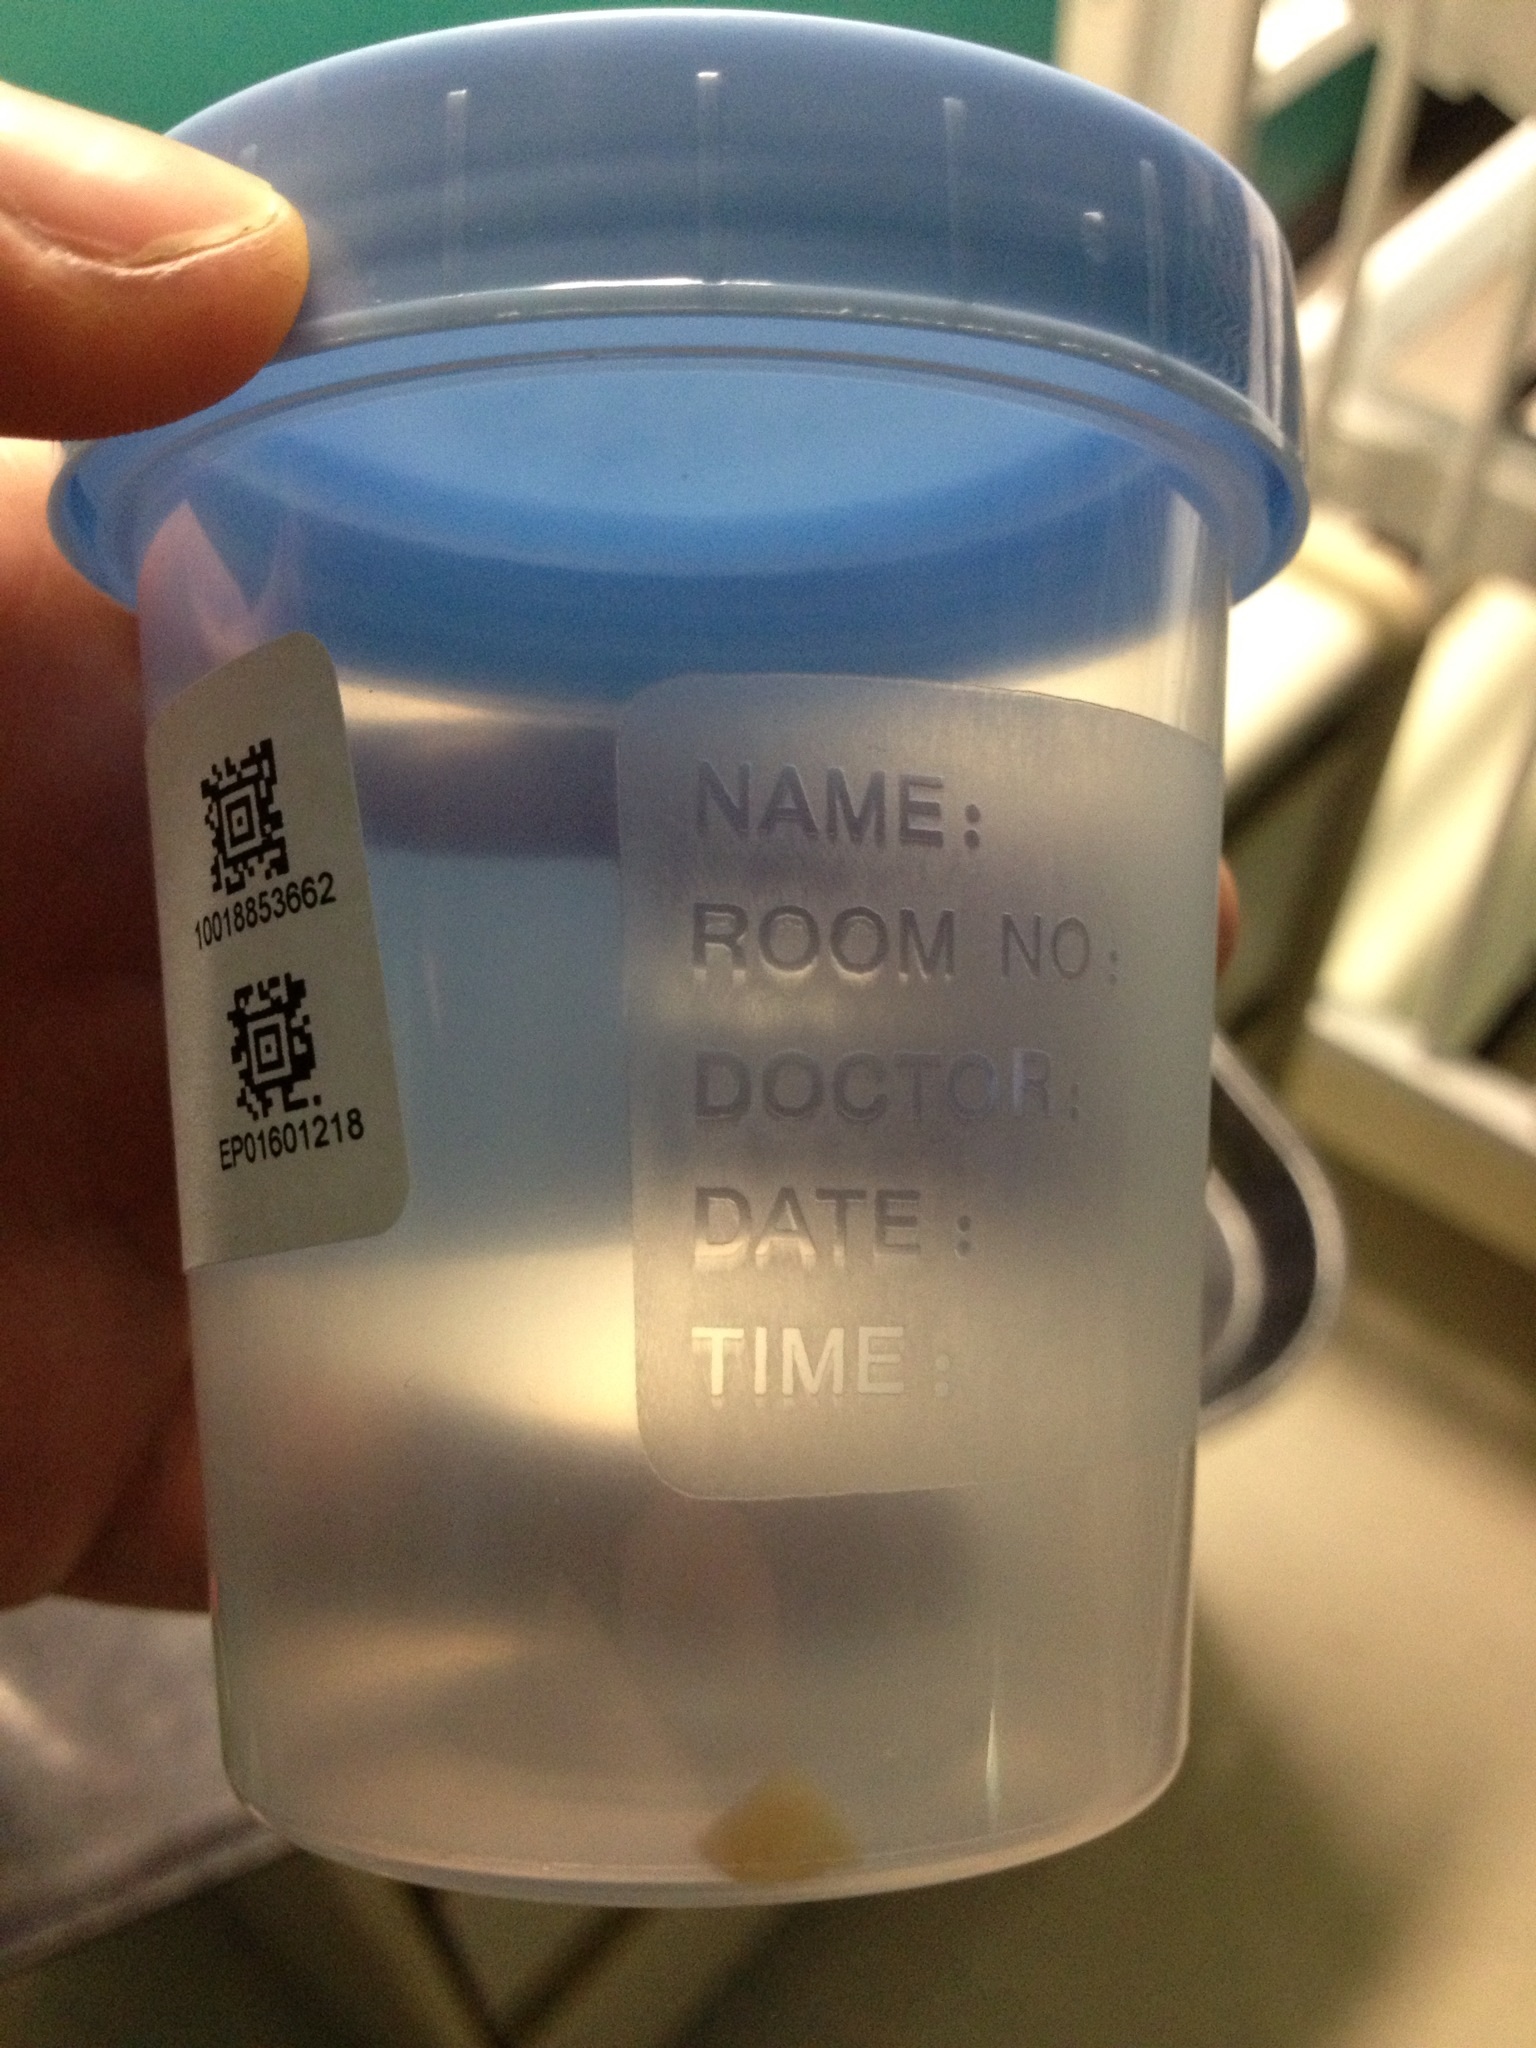 10018853662
EP01601218
NAME:
ROOM NO:
DOCTOR:
DATE:
TIME: